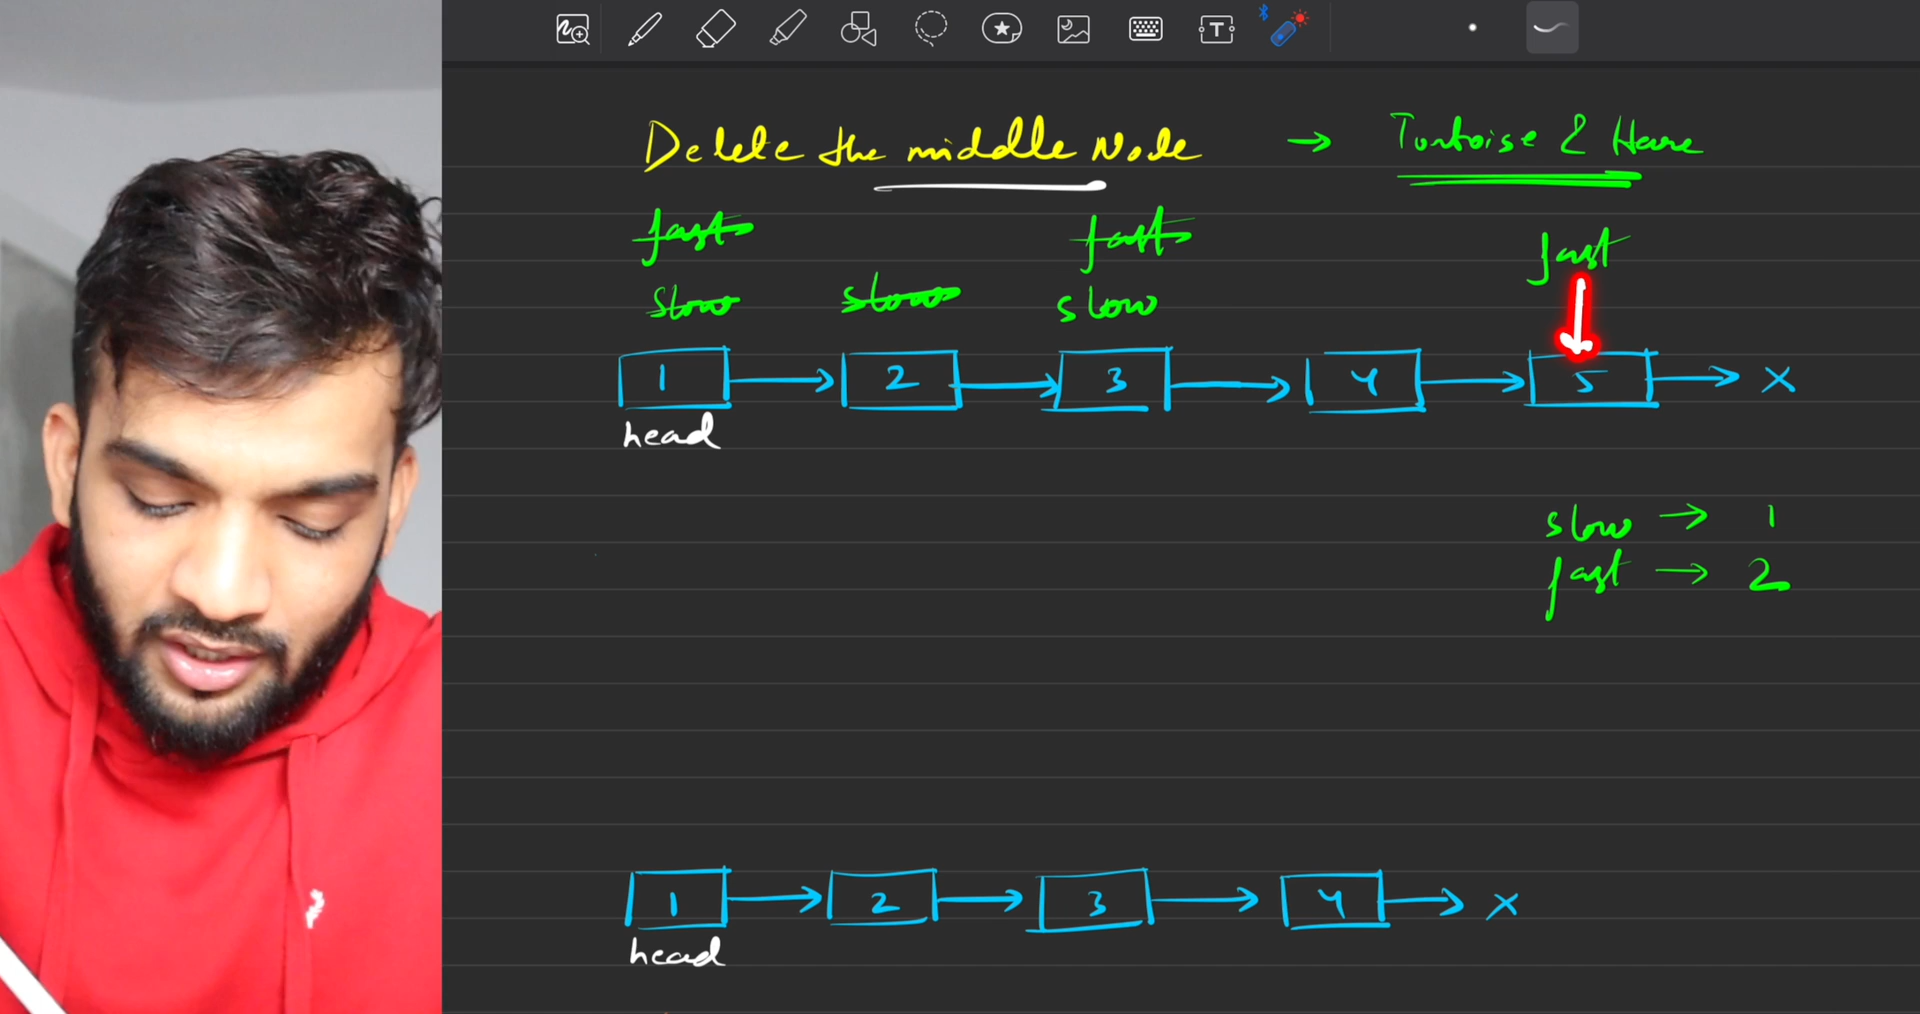 Delete the middle Node → Tortoise & Hare
fast fast fast
slow slow slow
1 2 3 4 5 X
head
slow → 1
fast → 2
1 2 3 4 X
head